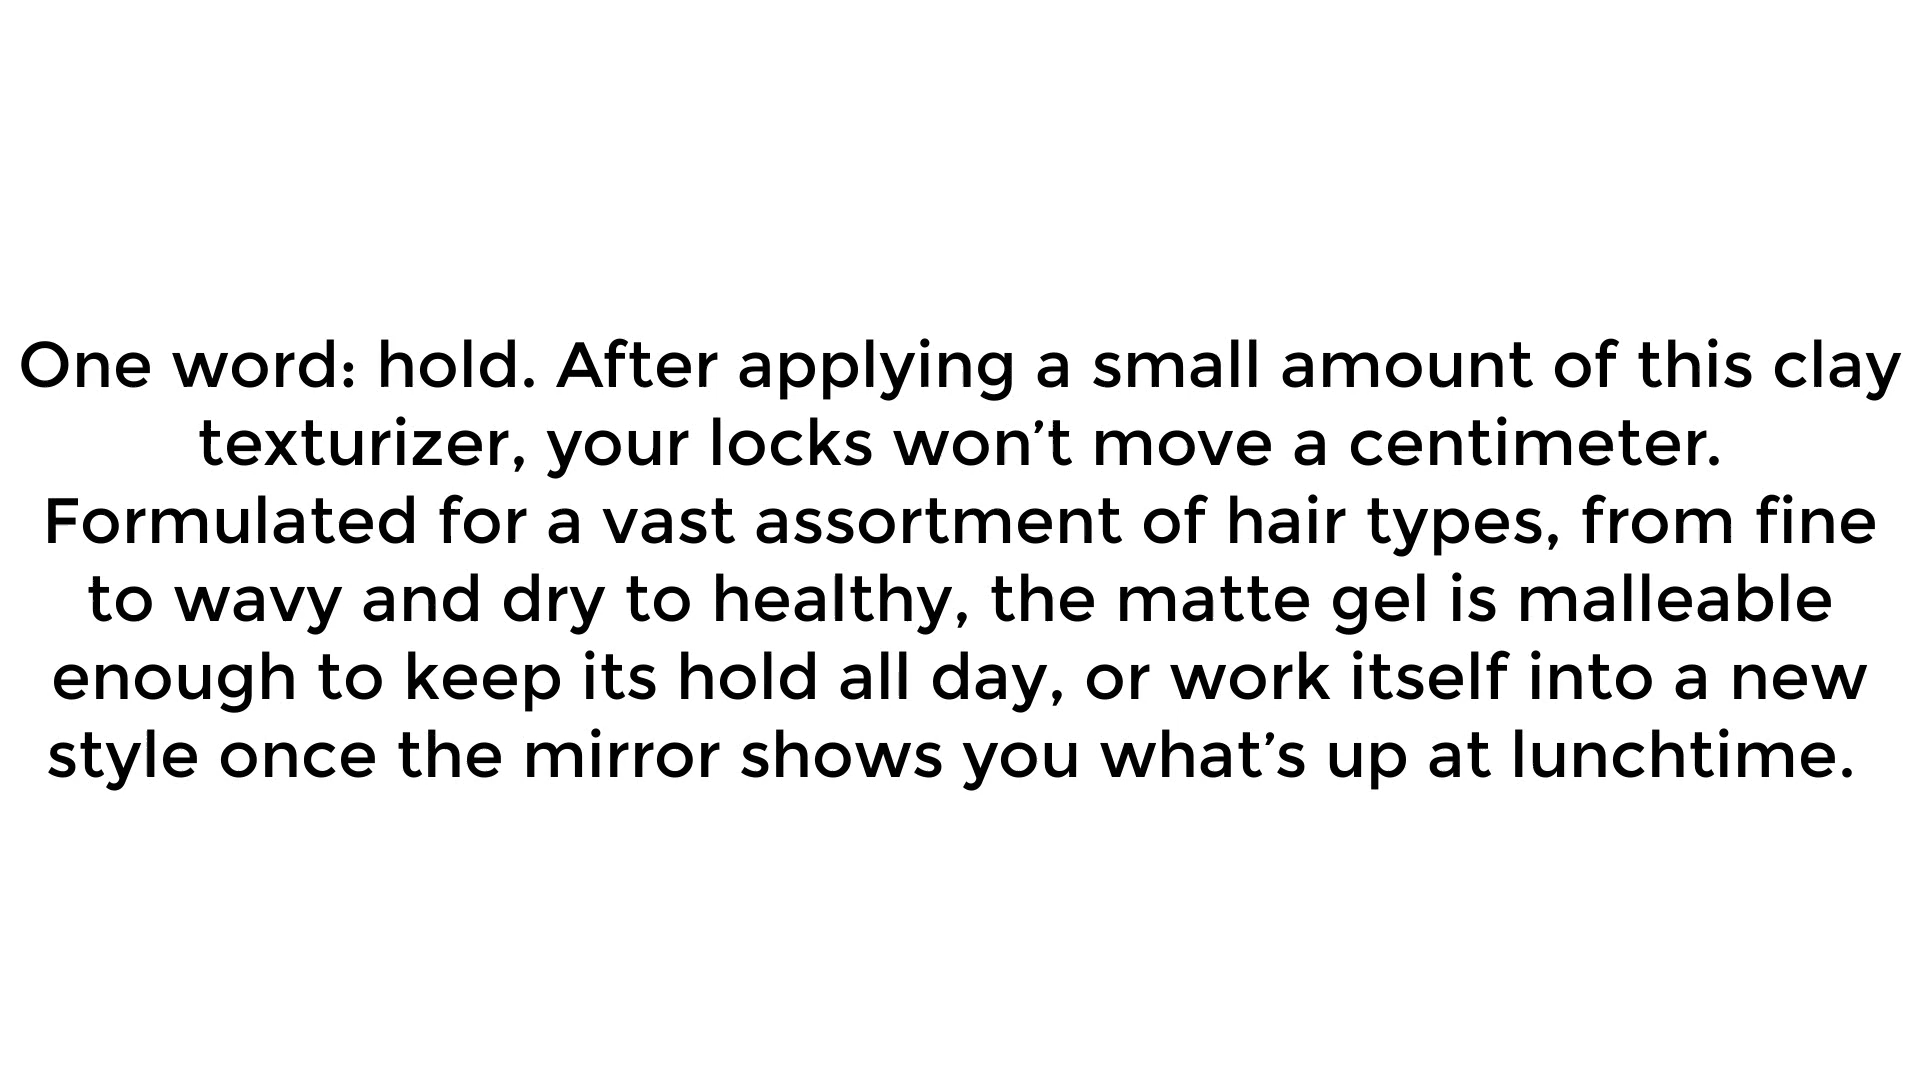 One word: hold. After applying a small amount of this clay
texturizer, your locks won’t move a centimeter.
Formulated for a vast assortment of hair types, from fine
to wavy and dry to healthy, the matte gel is malleable
enough to keep its hold all day, or work itself into a new
style once the mirror shows you what’s up at lunchtime.